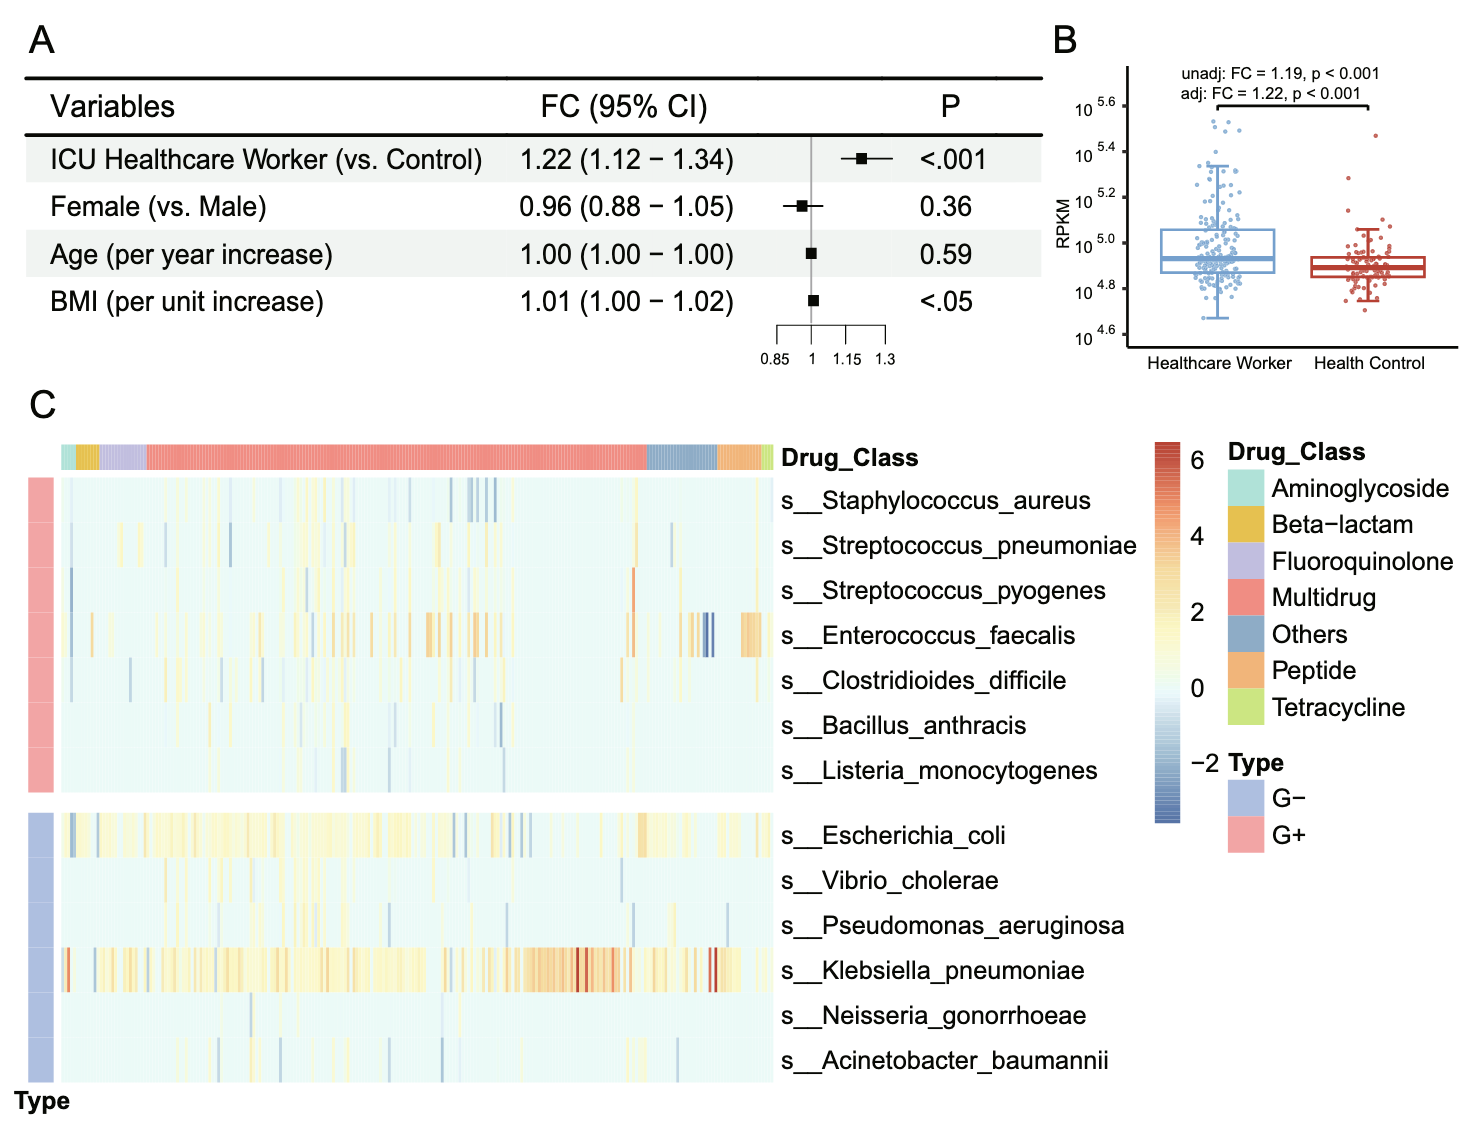 A
Variables FC (95% CI) P
ICU Healthcare Worker (vs. Control) 1.22 (1.12 − 1.34) <.001
Female (vs. Male) 0.96 (0.88 − 1.05) 0.36
Age (per year increase) 1.00 (1.00 − 1.00) 0.59
BMI (per unit increase) 1.01 (1.00 − 1.02) <.05
0.85 1 1.15 1.3
B
unadj: FC = 1.19, p < 0.001
adj: FC = 1.22, p < 0.001
RPKM
10 5.6
10 5.4
10 5.2
10 5.0
10 4.8
10 4.6
Healthcare Worker Health Control
C
Drug_Class
s__Staphylococcus_aureus
s__Streptococcus_pneumoniae
s__Streptococcus_pyogenes
s__Enterococcus_faecalis
s__Clostridioides_difficile
s__Bacillus_anthracis
s__Listeria_monocytogenes
s__Escherichia_coli
s__Vibrio_cholerae
s__Pseudomonas_aeruginosa
s__Klebsiella_pneumoniae
s__Neisseria_gonorrhoeae
s__Acinetobacter_baumannii
Type
6
4
2
0
−2
Drug_Class
Aminoglycoside
Beta−lactam
Fluoroquinolone
Multidrug
Others
Peptide
Tetracycline
Type
G−
G+